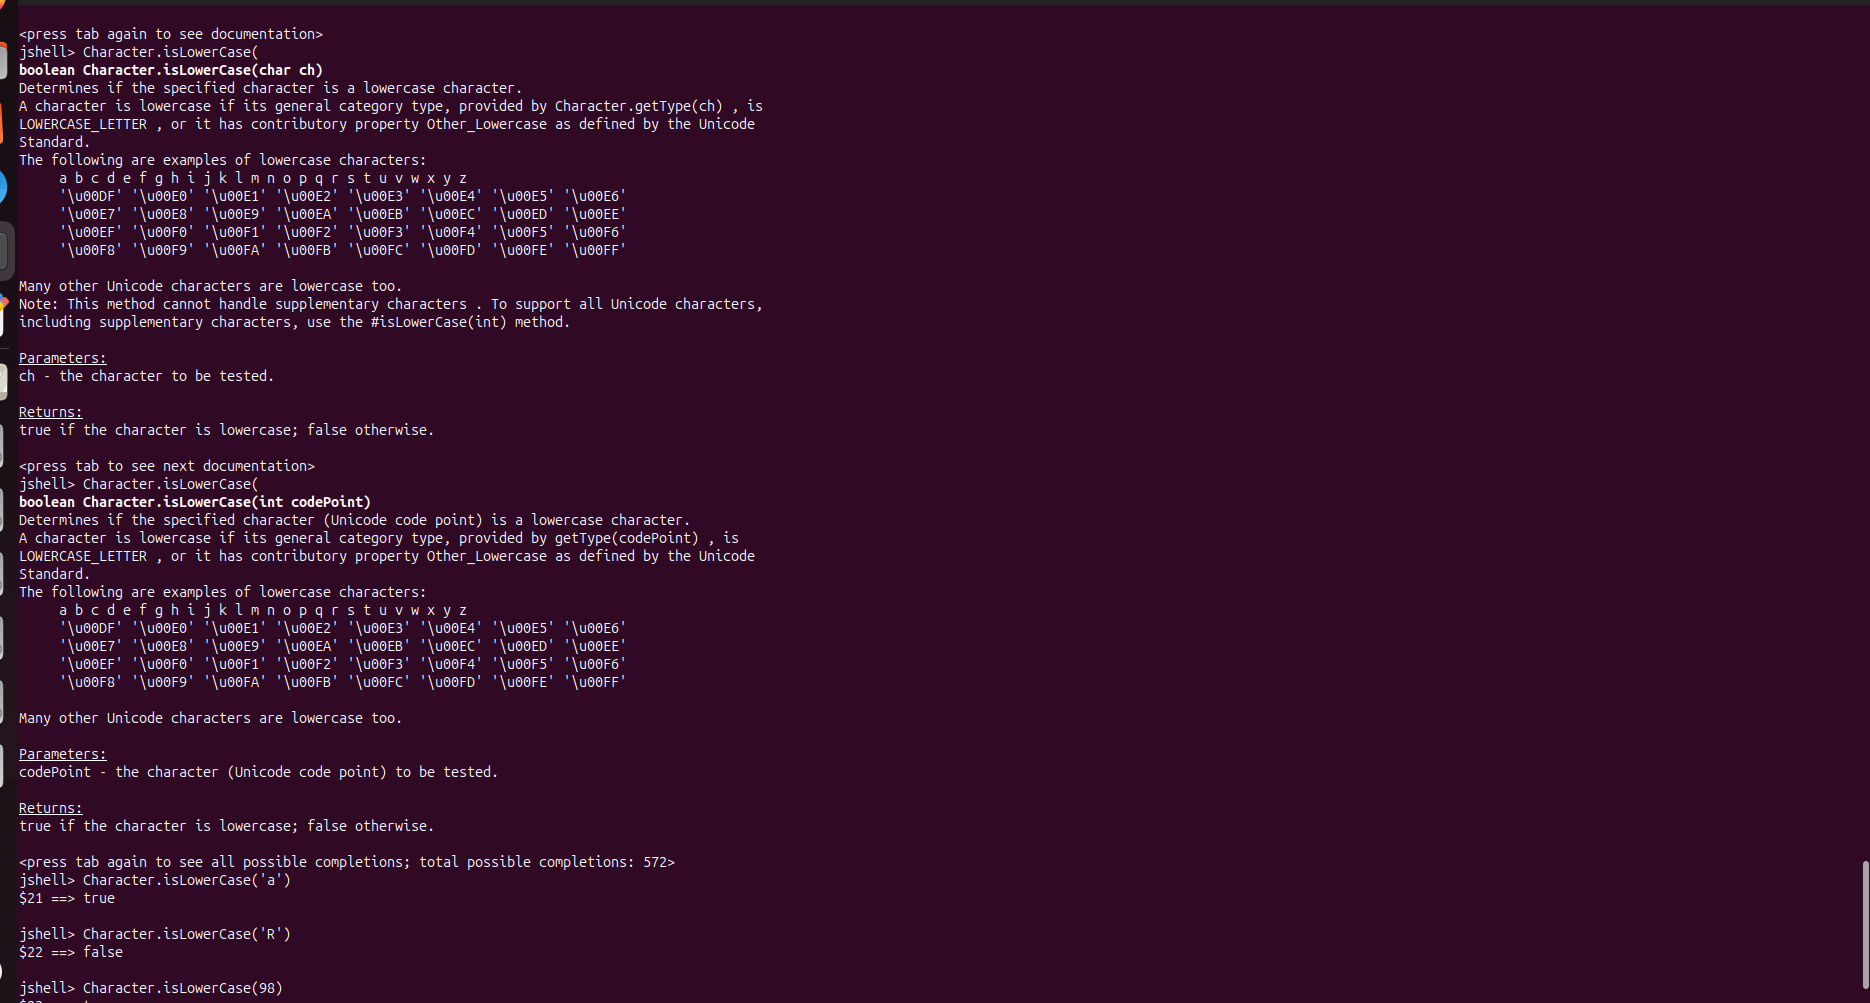 <press tab again to see documentation>
jshell> Character.isLowerCase(
boolean Character.isLowerCase(char ch)
Determines if the specified character is a lowercase character.
A character is lowercase if its general category type, provided by Character.getType(ch) , is
LOWERCASE_LETTER , or it has contributory property Other_Lowercase as defined by the Unicode
Standard.
The following are examples of lowercase characters:
     a b c d e f g h i j k l m n o p q r s t u v w x y z
     '\u00DF' '\u00E0' '\u00E1' '\u00E2' '\u00E3' '\u00E4' '\u00E5' '\u00E6'
     '\u00E7' '\u00E8' '\u00E9' '\u00EA' '\u00EB' '\u00EC' '\u00ED' '\u00EE'
     '\u00EF' '\u00F0' '\u00F1' '\u00F2' '\u00F3' '\u00F4' '\u00F5' '\u00F6'
     '\u00F8' '\u00F9' '\u00FA' '\u00FB' '\u00FC' '\u00FD' '\u00FE' '\u00FF'
Many other Unicode characters are lowercase too.
Note: This method cannot handle supplementary characters . To support all Unicode characters,
including supplementary characters, use the #isLowerCase(int) method.
Parameters:
ch - the character to be tested.
Returns:
true if the character is lowercase; false otherwise.
<press tab to see next documentation>
jshell> Character.isLowerCase(
boolean Character.isLowerCase(int codePoint)
Determines if the specified character (Unicode code point) is a lowercase character.
A character is lowercase if its general category type, provided by getType(codePoint) , is
LOWERCASE_LETTER , or it has contributory property Other_Lowercase as defined by the Unicode
Standard.
The following are examples of lowercase characters:
     a b c d e f g h i j k l m n o p q r s t u v w x y z
     '\u00DF' '\u00E0' '\u00E1' '\u00E2' '\u00E3' '\u00E4' '\u00E5' '\u00E6'
     '\u00E7' '\u00E8' '\u00E9' '\u00EA' '\u00EB' '\u00EC' '\u00ED' '\u00EE'
     '\u00EF' '\u00F0' '\u00F1' '\u00F2' '\u00F3' '\u00F4' '\u00F5' '\u00F6'
     '\u00F8' '\u00F9' '\u00FA' '\u00FB' '\u00FC' '\u00FD' '\u00FE' '\u00FF'
Many other Unicode characters are lowercase too.
Parameters:
codePoint - the character (Unicode code point) to be tested.
Returns:
true if the character is lowercase; false otherwise.
<press tab again to see all possible completions; total possible completions: 572>
jshell> Character.isLowerCase('a')
$21 ==> true
jshell> Character.isLowerCase('R')
$22 ==> false
jshell> Character.isLowerCase(98)